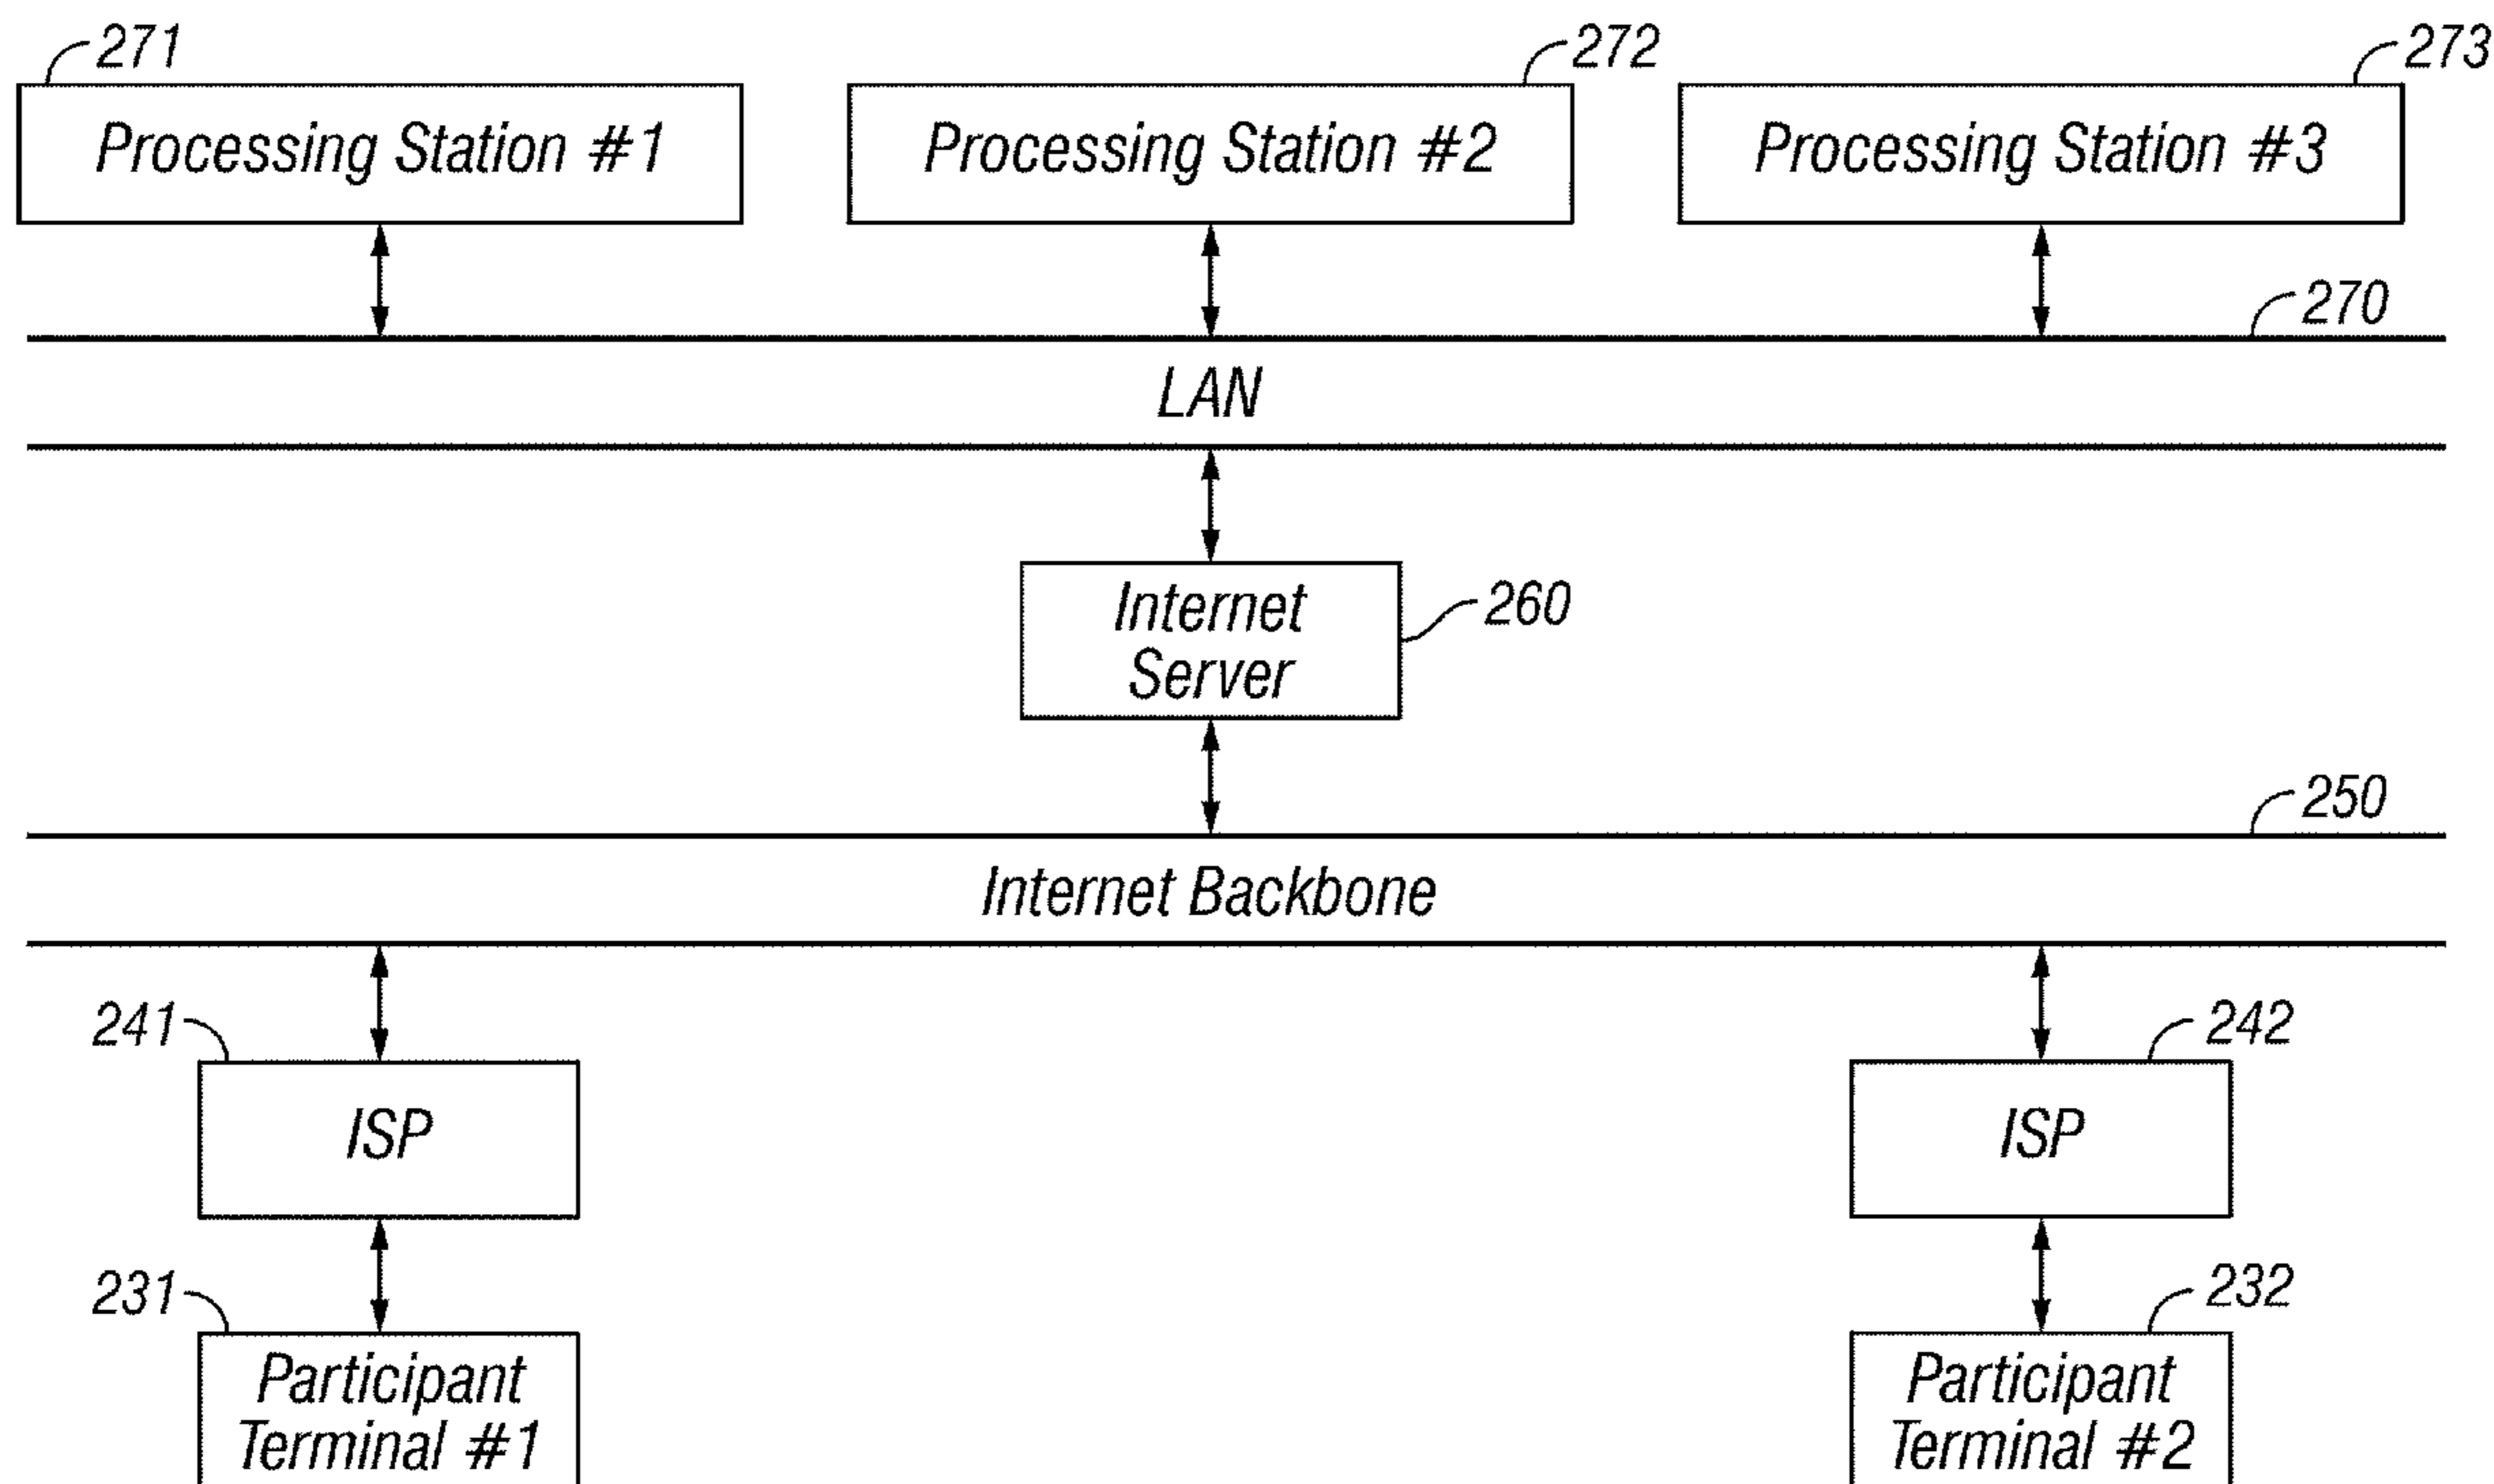 271
272
273
Processing Station #1
Processing Station #2
Processing Station #3
270
LAN
Internet
Server
260
250
Internet Backbone
241
242
ISP
ISP
231
232
Participant
Terminal #1
Participant
Terminal #2